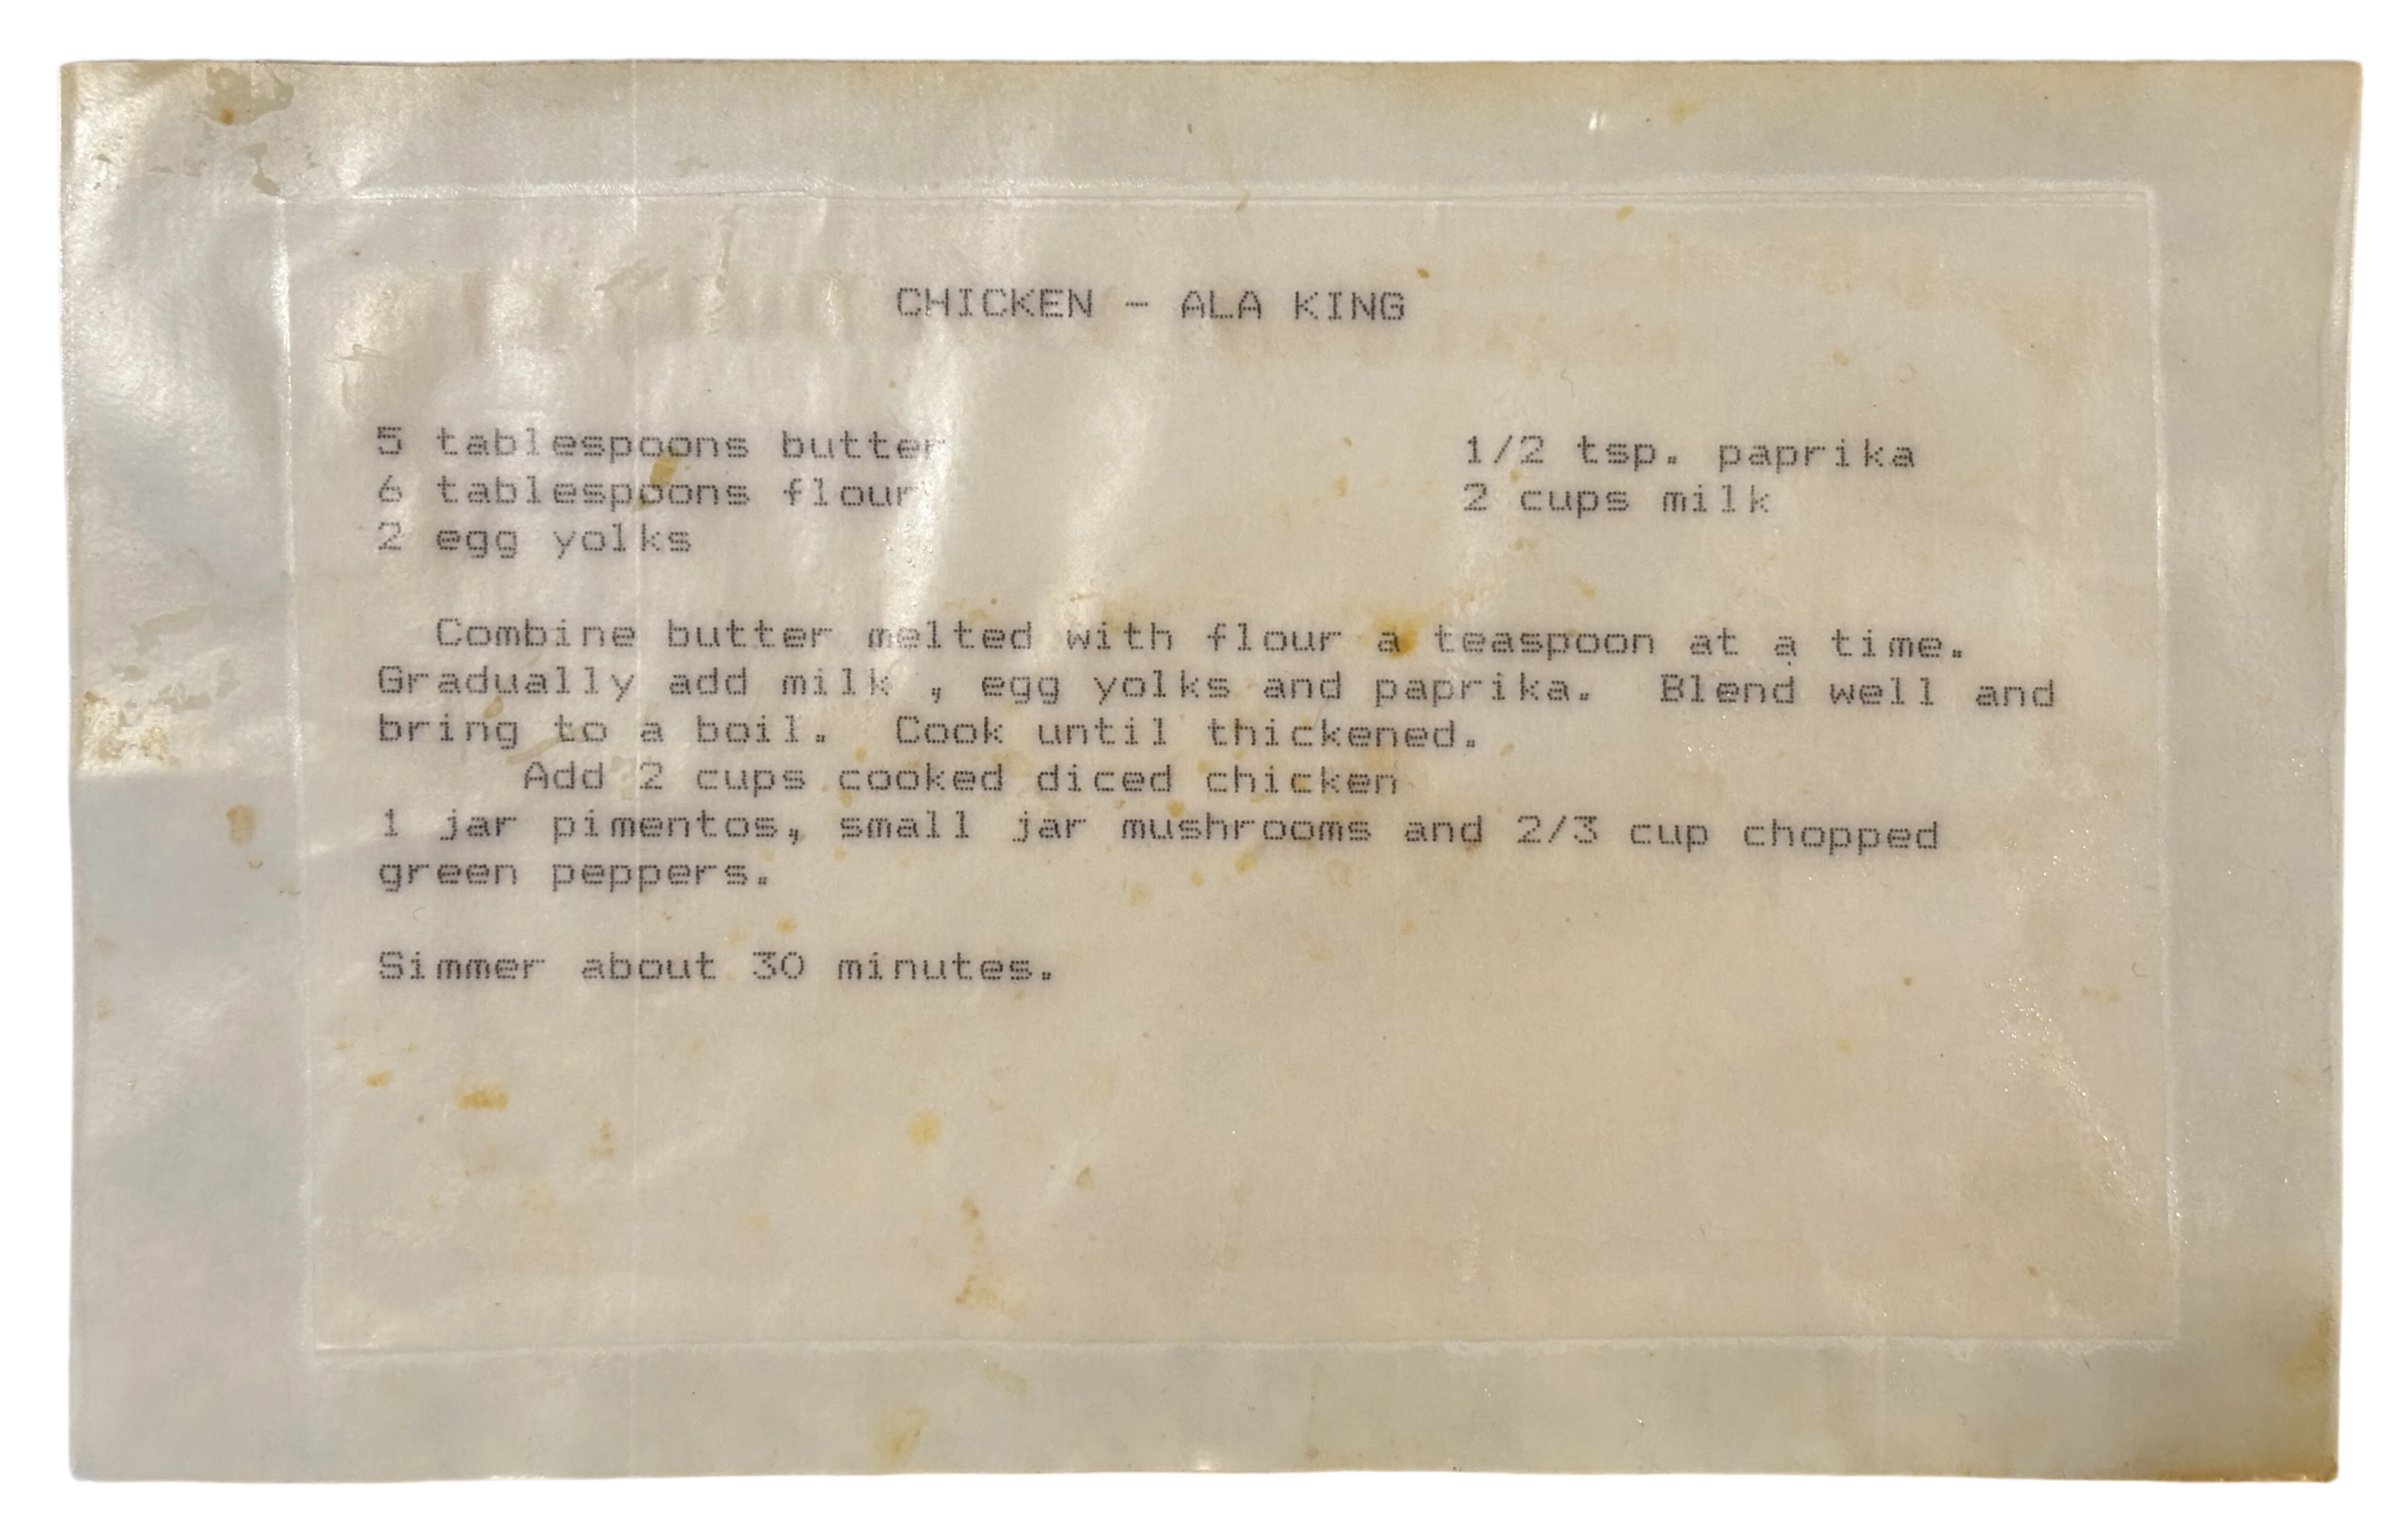 CHICKEN - ALA KING
5 tablespoons butter 1/2 tsp. paprika
6 tablespoons flour 2 cups milk
2 egg yolks
Combine butter melted with flour a teaspoon at a time.
Gradually add milk , egg yolks and paprika. Blend well and
bring to a boil. Cook until thickened.
Add 2 cups cooked diced chicken
1 jar pimentos, small jar mushrooms and 2/3 cup chopped
green peppers.
Simmer about 30 minutes.